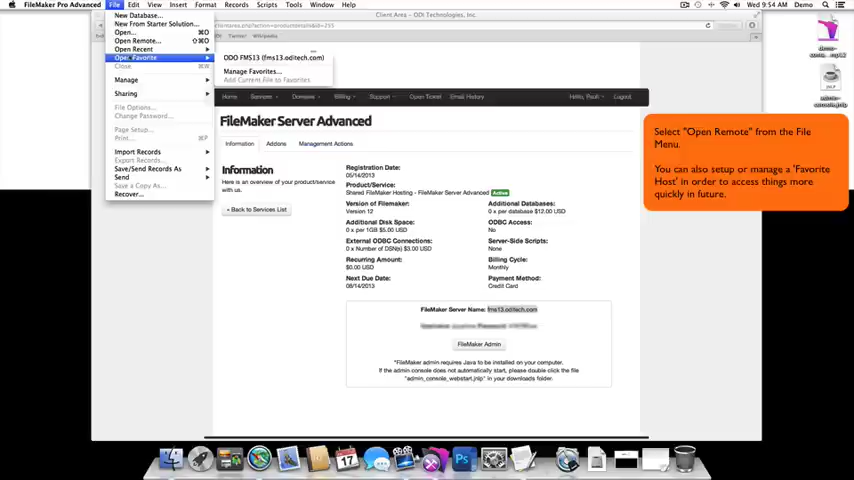 FileMaker Pro Advanced File Edit View Insert Format Records Scripts Tools Window Help
Wed 9:54 AM Demo
Client Area - ODi Technologies, Inc.
New Database...
New From Starter Solution...
Open... ⌘O
Open Remote... ⇧⌘O
Open Recent
Open Favorite
Close ⌘W
Manage
Sharing
File Options...
Change Password...
Page Setup...
Print... ⌘P
Import Records
Export Records...
Save/Send Records As
Send
Save a Copy As...
Recover...
ODO FMS13 (fms13.oditech.com)
Manage Favorites...
Add Current File to Favorites
Home Services Domains Billing Support Open Ticket Email History Hello, Paul! Logout
FileMaker Server Advanced
Information Addons Management Actions
Information
Here is an overview of your product/service
with us.
« Back to Services List
Registration Date:
05/14/2013
Product/Service:
Shared FileMaker Hosting - FileMaker Server Advanced Active
Version of Filemaker:
Version 12
Additional Databases:
0 x per database $12.00 USD
Additional Disk Space:
0 x per 1GB $5.00 USD
ODBC Access:
No
External ODBC Connections:
0 x Number of DSN(s) $3.00 USD
Server-Side Scripts:
None
Recurring Amount:
$0.00 USD
Billing Cycle:
Monthly
Next Due Date:
08/14/2013
Payment Method:
Credit Card
FileMaker Server Name: fms13.oditech.com
FileMaker Admin
*FileMaker admin requires Java to be installed on your computer.
If the admin console does not automatically start, please double click the file
"admin_console_webstart.jnlp" in your downloads folder.
Select "Open Remote" from the File
Menu.
You can also setup or manage a 'Favorite
Host' in order to access things more
quickly in future.
17
Ps